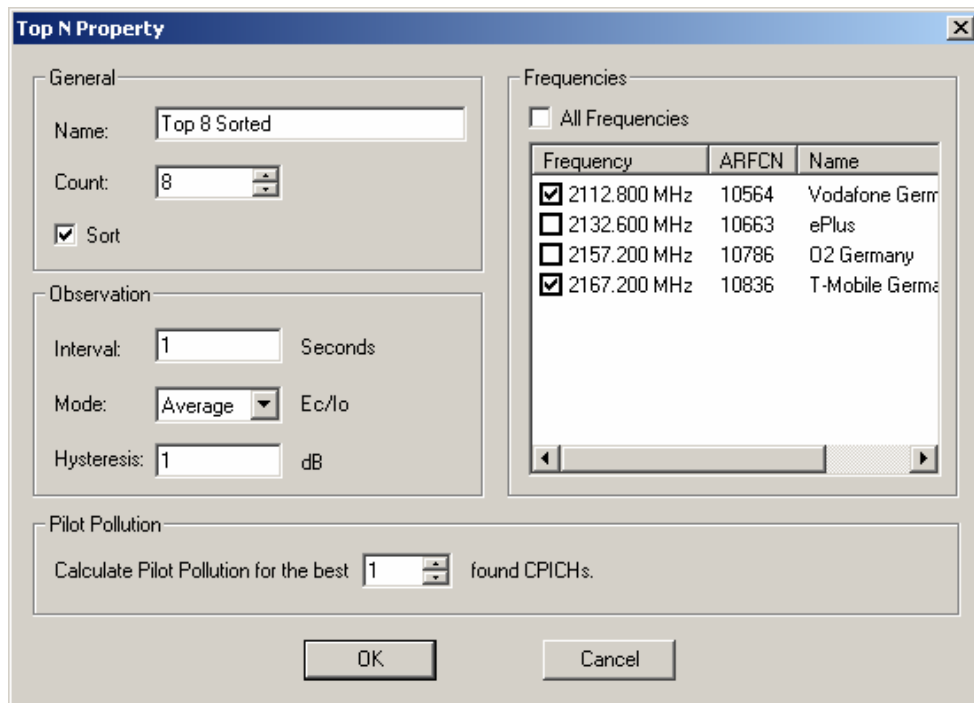 Top N Property
General
Name: Top 8 Sorted
Count: 8
Sort
Observation
Interval: 1 Seconds
Mode: Average Ec/Io
Hysteresis: 1 dB
Frequencies
All Frequencies
Frequency ARFCN Name
2112.800 MHz 10564 Vodafone Germ
2132.600 MHz 10663 ePlus
2157.200 MHz 10786 O2 Germany
2167.200 MHz 10836 T-Mobile Germa
Pilot Pollution
Calculate Pilot Pollution for the best 1 found CPICHs.
OK Cancel